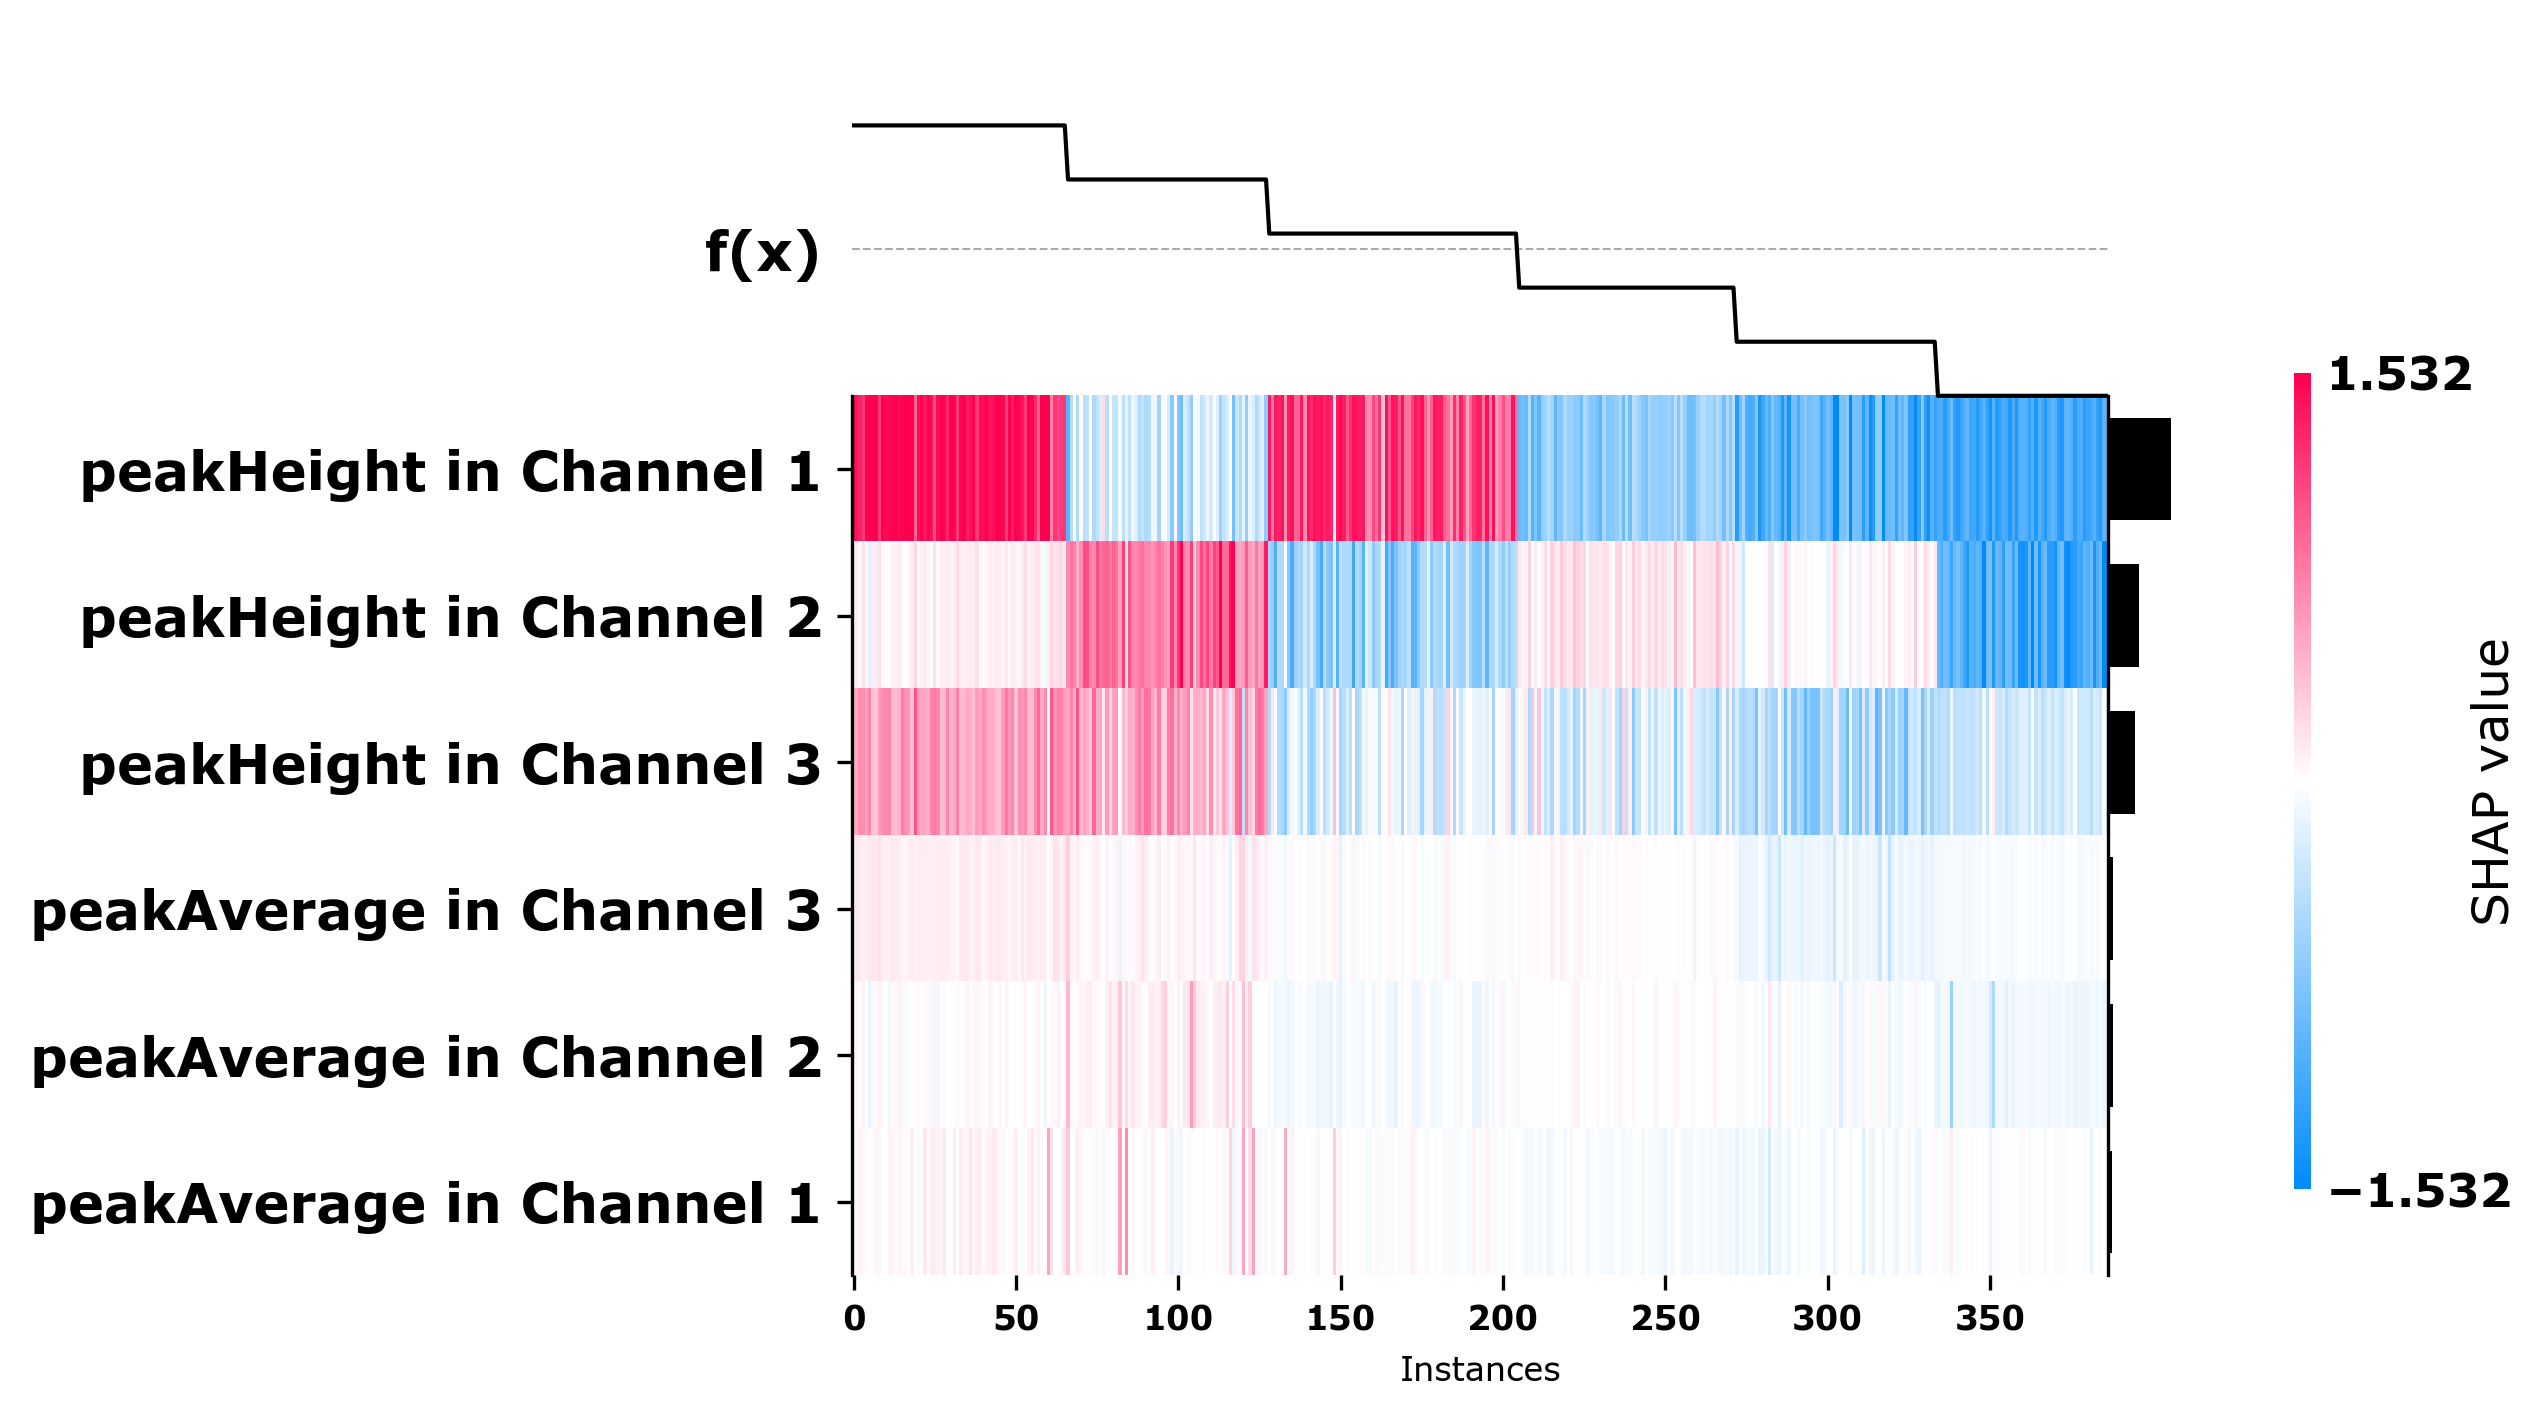 f(x)
1.532
peakHeight in Channel 1
peakHeight in Channel 2
peakHeight in Channel 3
peakAverage in Channel 3
peakAverage in Channel 2
peakAverage in Channel 1
SHAP value
−1.532
0 50 100 150 200 250 300 350
Instances